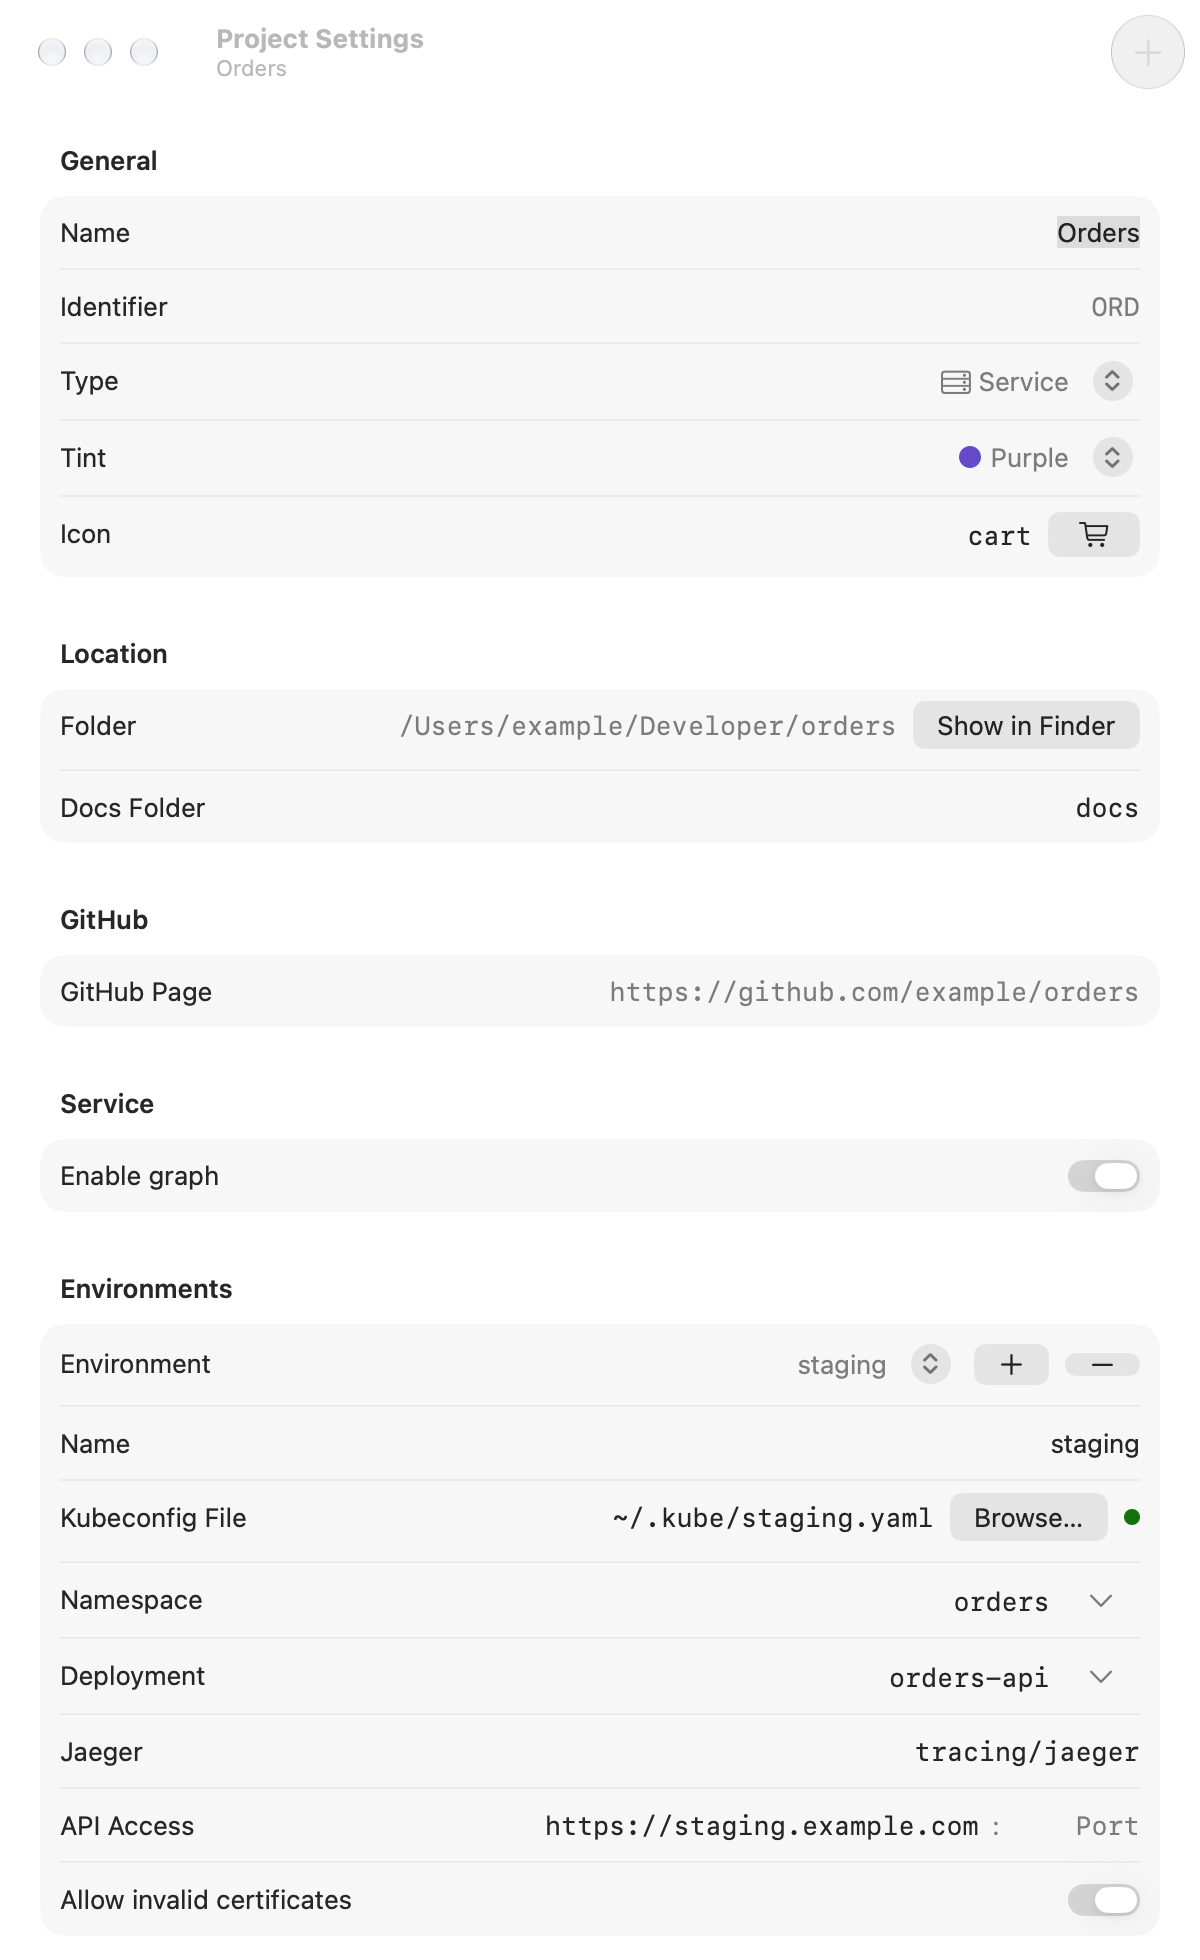 Project Settings
Orders
General
Name Orders
Identifier ORD
Type Service
Tint Purple
Icon cart
Location
Folder /Users/example/Developer/orders Show in Finder
Docs Folder docs
GitHub
GitHub Page https://github.com/example/orders
Service
Enable graph
Environments
Environment staging
Name staging
Kubeconfig File ~/.kube/staging.yaml Browse...
Namespace orders
Deployment orders-api
Jaeger tracing/jaeger
API Access https://staging.example.com : Port
Allow invalid certificates